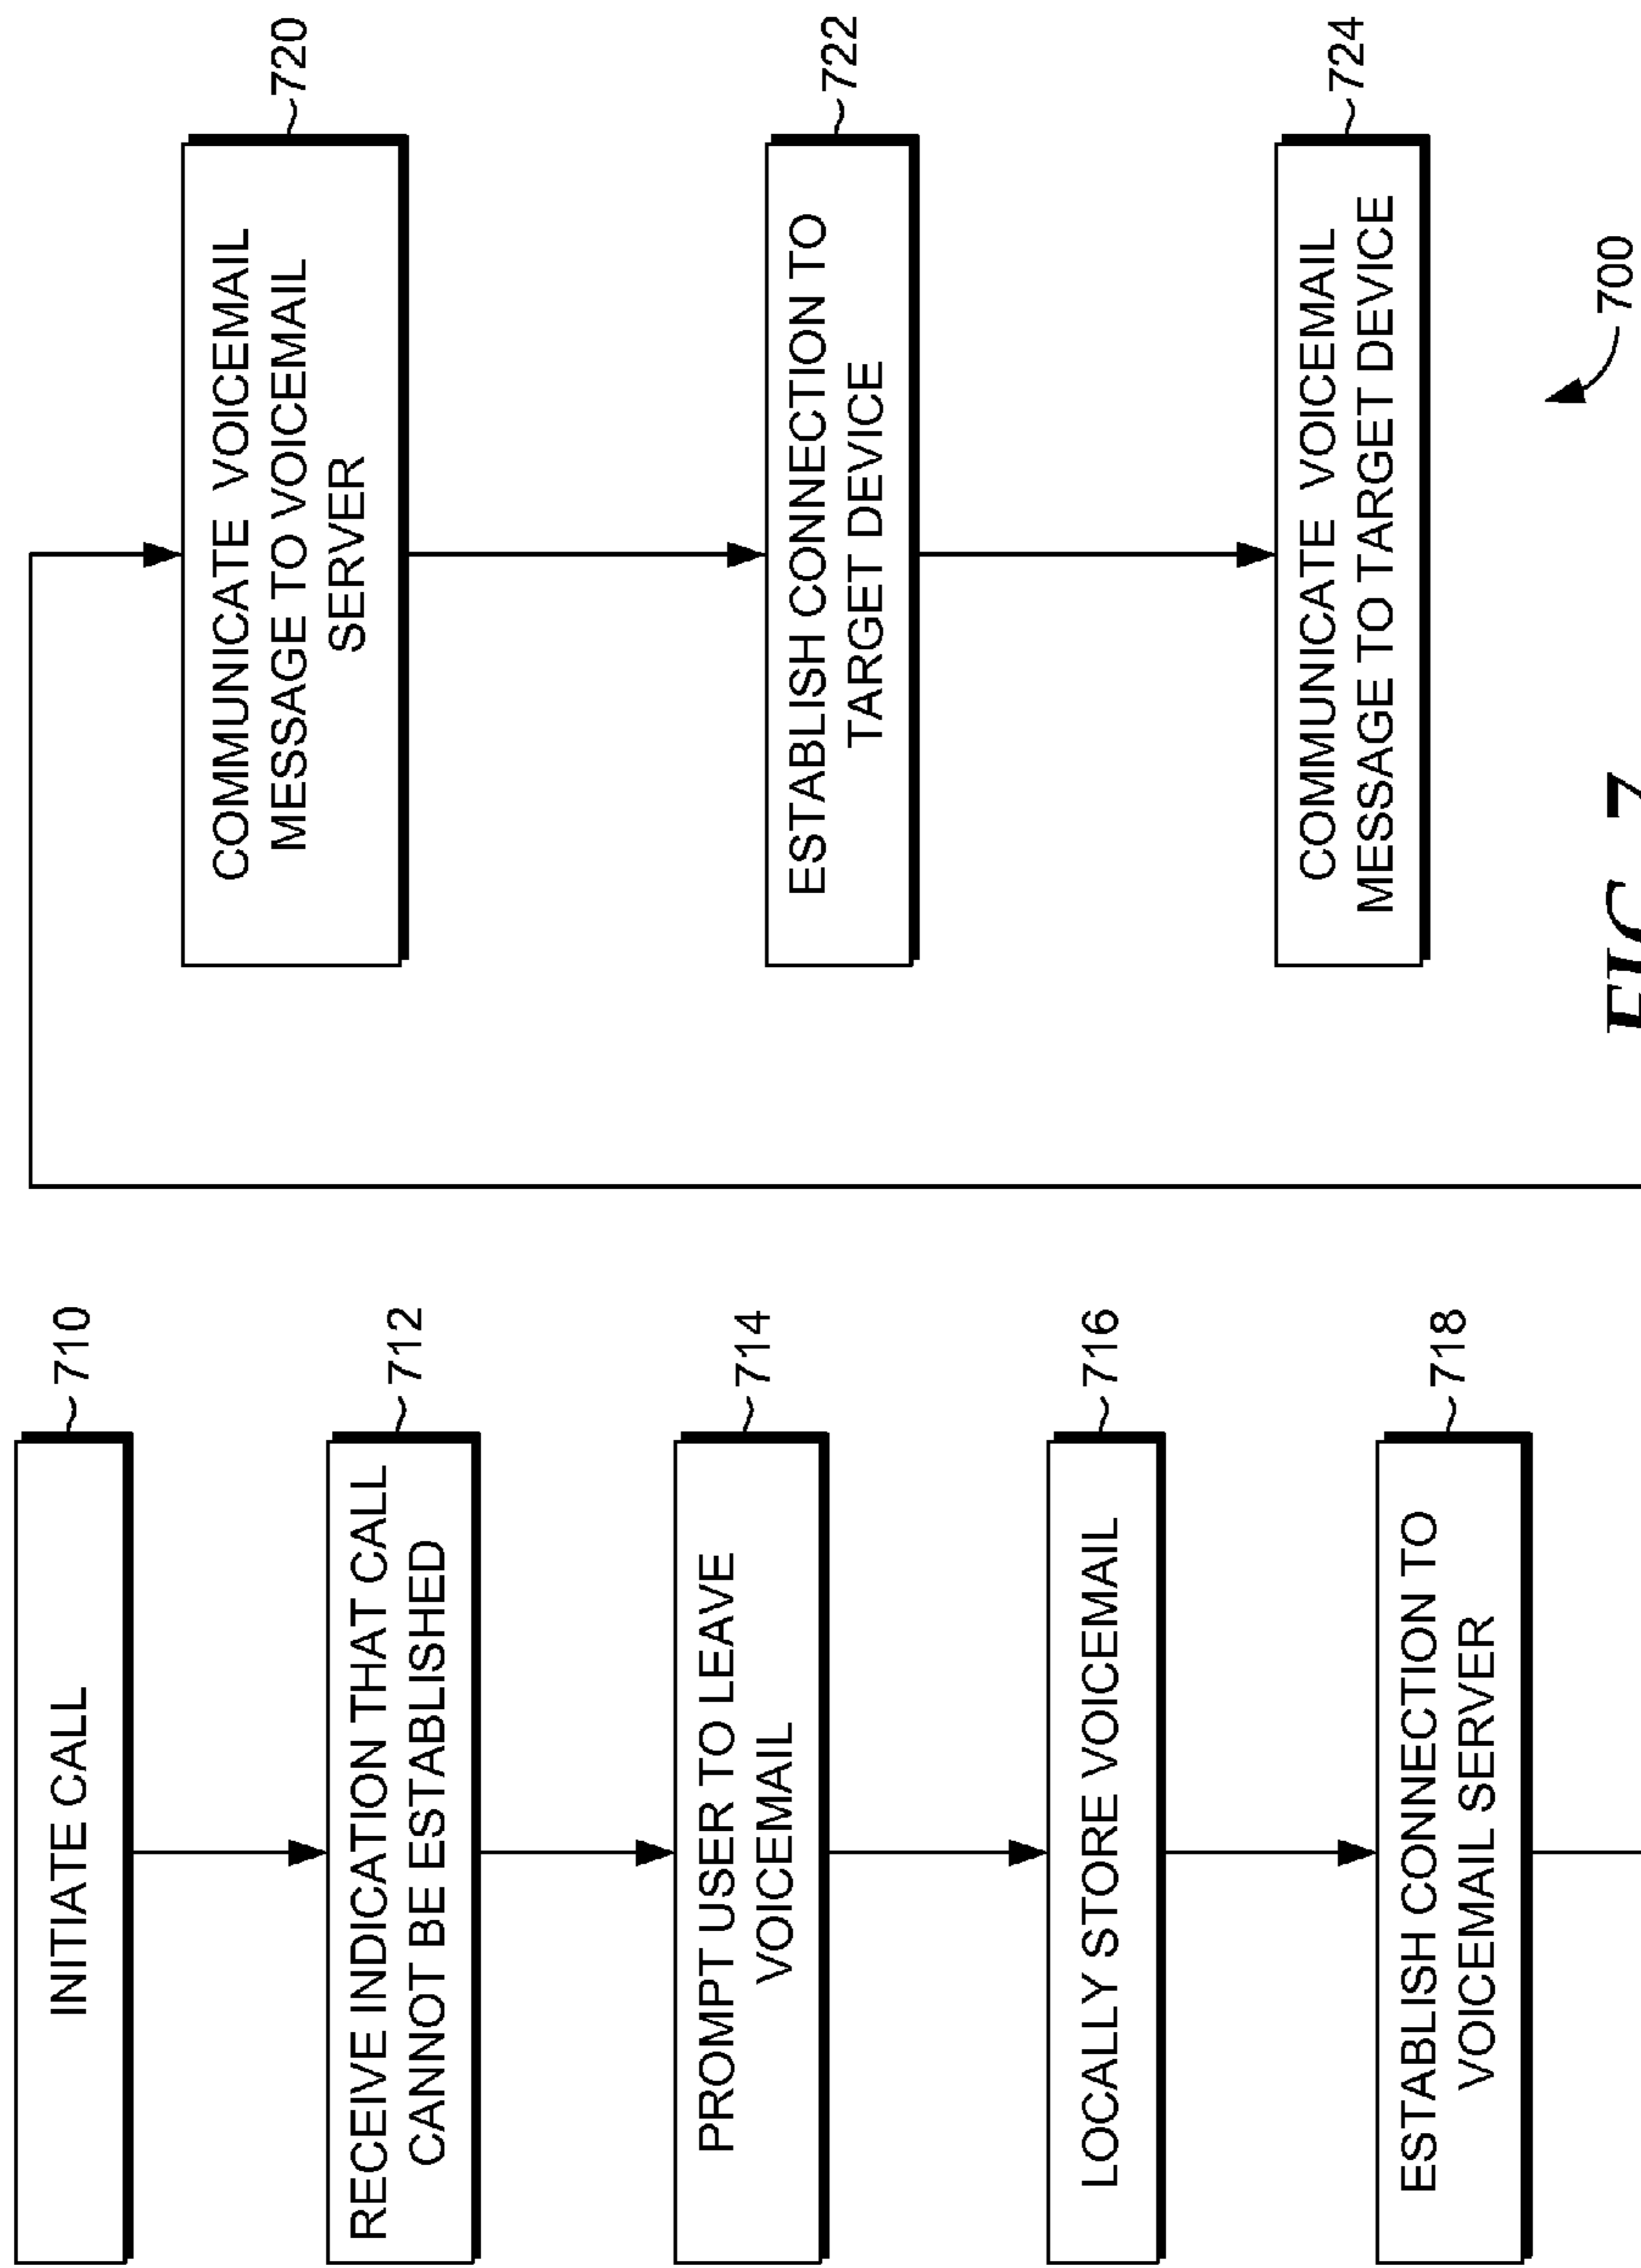 INITIATE CALL
710
RECEIVE INDICATION THAT CALL
CANNOT BE ESTABLISHED
712
PROMPT USER TO LEAVE
VOICEMAIL
714
LOCALLY STORE VOICEMAIL
716
ESTABLISH CONNECTION TO
VOICEMAIL SERVER
718
COMMUNICATE VOICEMAIL
MESSAGE TO VOICEMAIL
SERVER
720
ESTABLISH CONNECTION TO
TARGET DEVICE
722
COMMUNICATE VOICEMAIL
MESSAGE TO TARGET DEVICE
724
700
FIG. 7